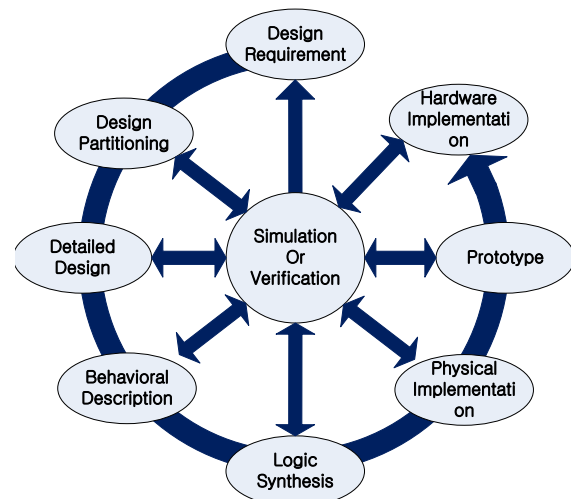 Design
Requirement
Hardware
Implementati
on
Design
Partitioning
Simulation
Or
Verification
Detailed
Design
Prototype
Behavioral
Description
Physical
Implementati
on
Logic
Synthesis